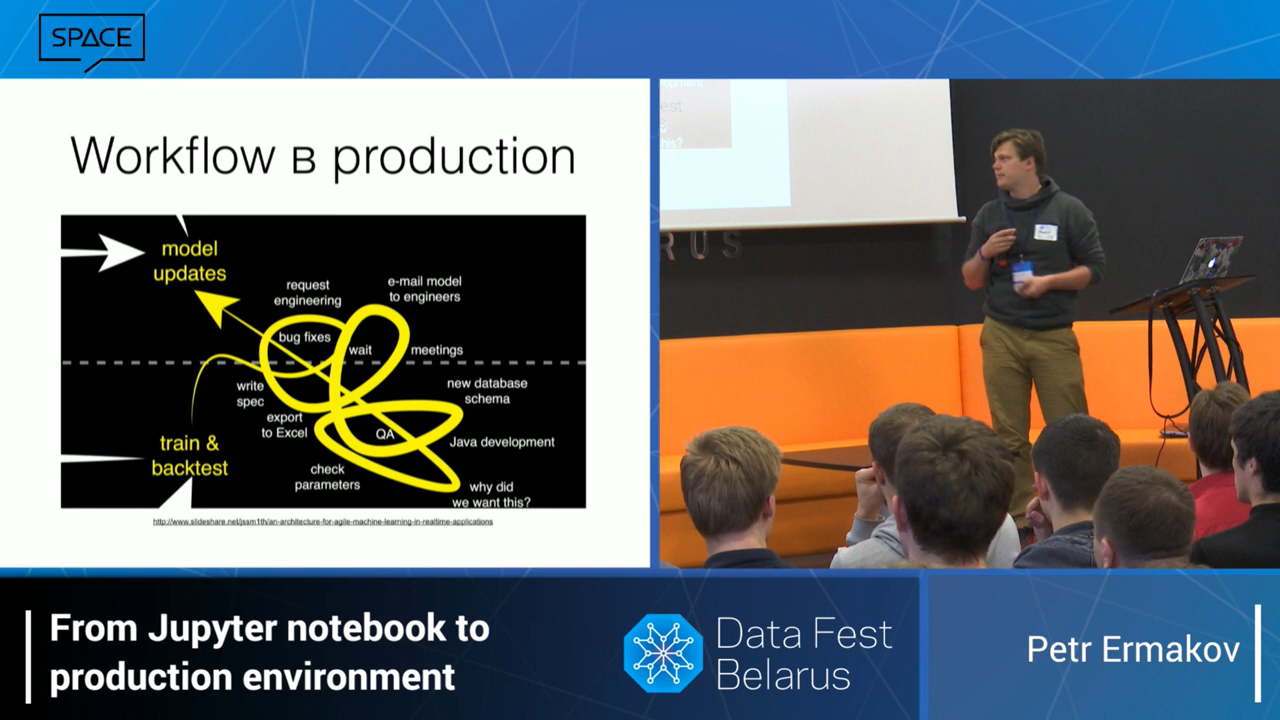 SPACE
Workflow в production
model
updates
request
engineering
e-mail model
to engineers
bug fixes
wait
meetings
write
spec
new database
schema
export
to Excel
QA
Java development
train &
backtest
check
parameters
why did
we want this?
http://www.slideshare.net/jssm1th/an-architecture-for-agile-machine-learning-in-realtime-applications
est
his?
RUS
From Jupyter notebook to
production environment
Data Fest
Belarus
Petr Ermakov